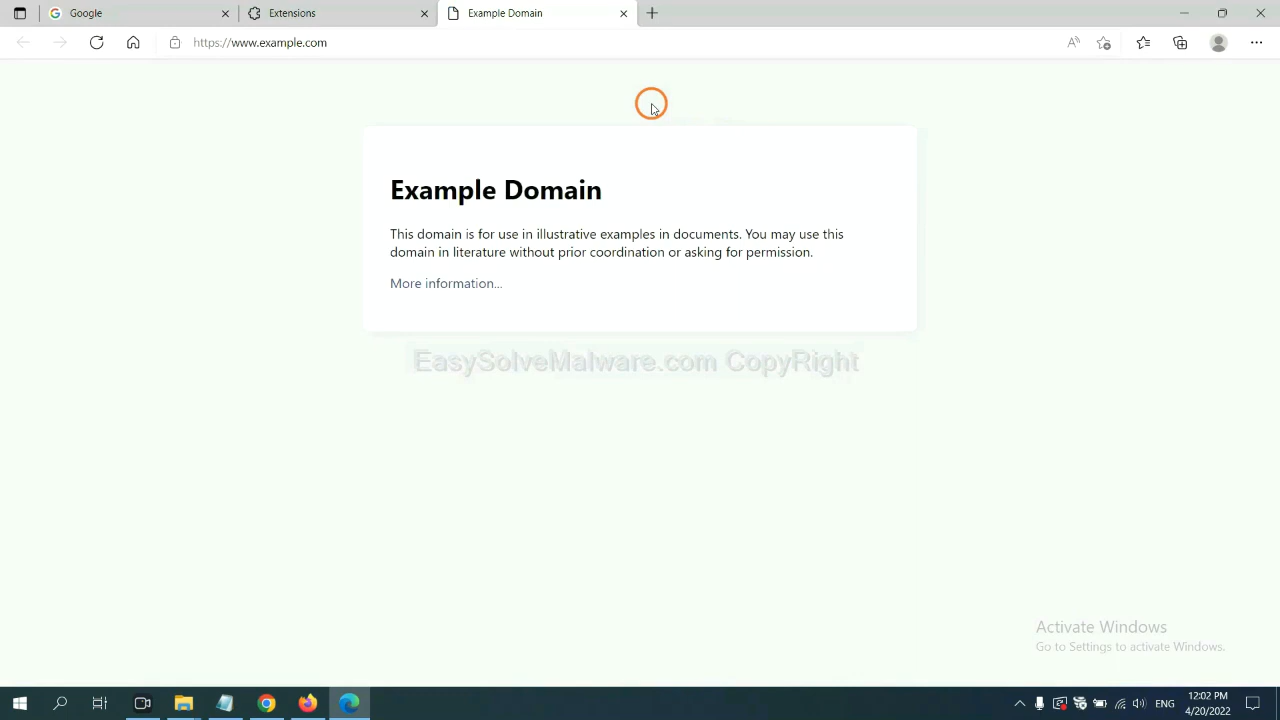 Google
Extensions
Example Domain
https://www.example.com
Example Domain
This domain is for use in illustrative examples in documents. You may use this
domain in literature without prior coordination or asking for permission.
More information...
EasySolveMalware.com CopyRight
Activate Windows
Go to Settings to activate Windows.
ENG
12:02 PM
4/20/2022